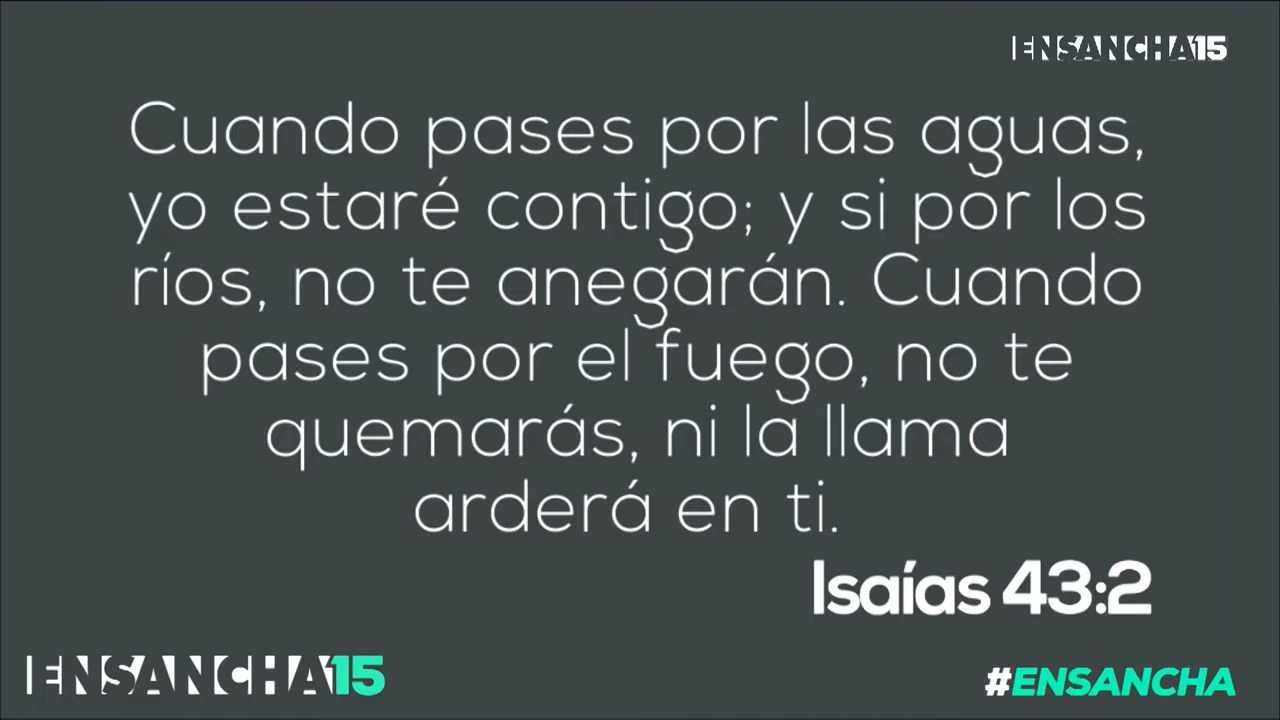 ENSANCHA15
Cuando pases por las aguas,
yo estaré contigo; y si por los
ríos, no te anegarán. Cuando
pases por el fuego, no te
quemarás, ni la llama
arderá en ti.
Isaías 43:2
ENSANCHA15
#ENSANCHA